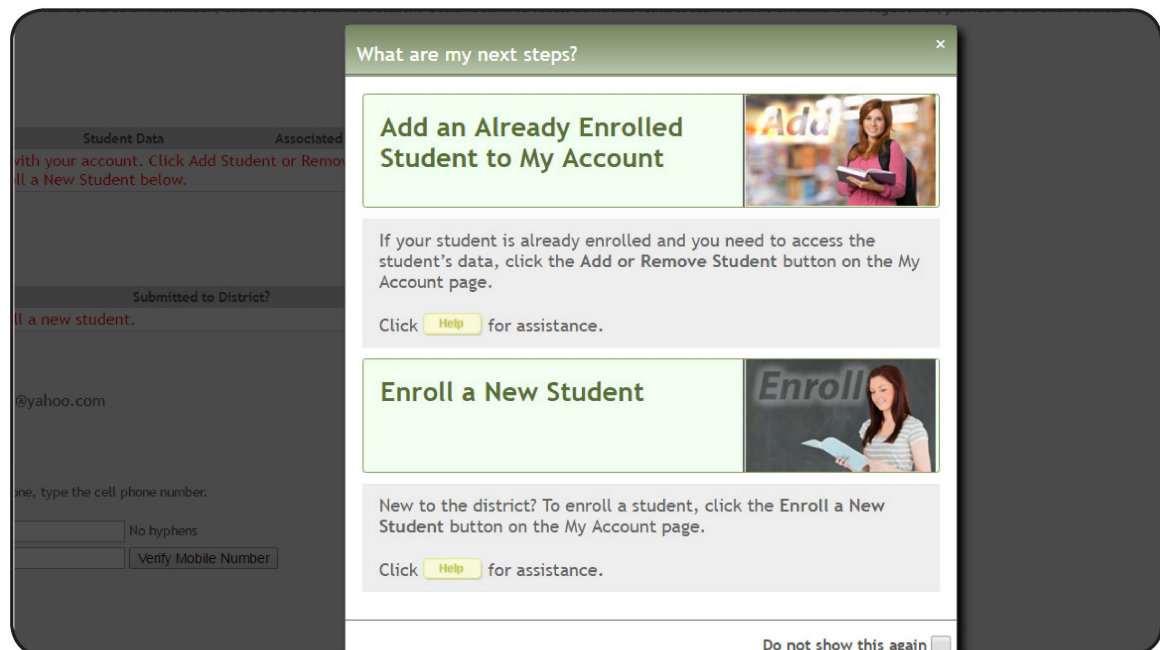 What are my next steps?
×
Add an Already Enrolled
Student to My Account
Add
If your student is already enrolled and you need to access the
student's data, click the Add or Remove Student button on the My
Account page.
Click Help for assistance.
Enroll a New Student
Enroll
New to the district? To enroll a student, click the Enroll a New
Student button on the My Account page.
Click Help for assistance.
Do not show this again
Student Data Associated
with your account. Click Add Student or Remov
ll a New Student below.
Submitted to District?
ll a new student.
@yahoo.com
one, type the cell phone number.
No hyphens
Verify Mobile Number